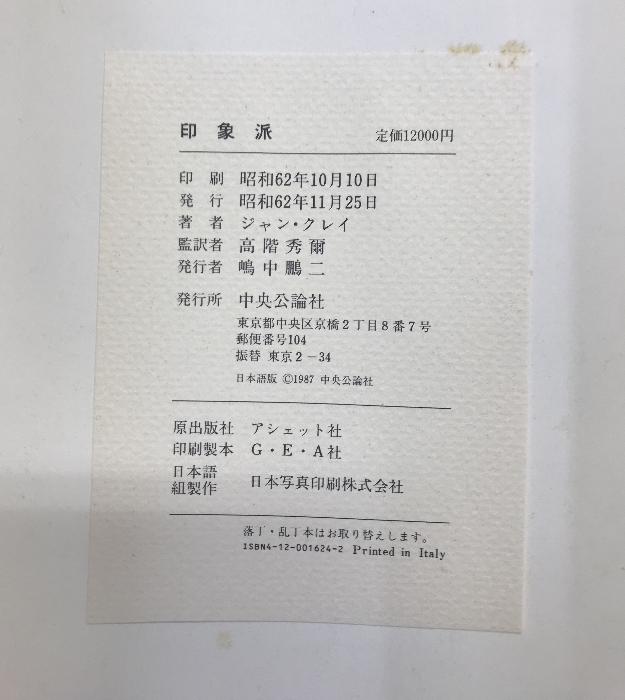 印象派 定価12000円
印刷 昭和62年10月10日
発行 昭和62年11月25日
著者 ジャン・クレイ
監訳者 高階秀爾
発行者 嶋中鵬二
発行所 中央公論社
東京都中央区京橋2丁目8番7号
郵便番号104
振替 東京2-34
日本語版 ©1987 中央公論社
原出版社 アシェット社
印刷製本 G・E・A社
日本語
組製作 日本写真印刷株式会社
落丁・乱丁本はお取り替えします。
ISBN4-12-001624-2 Printed in Italy